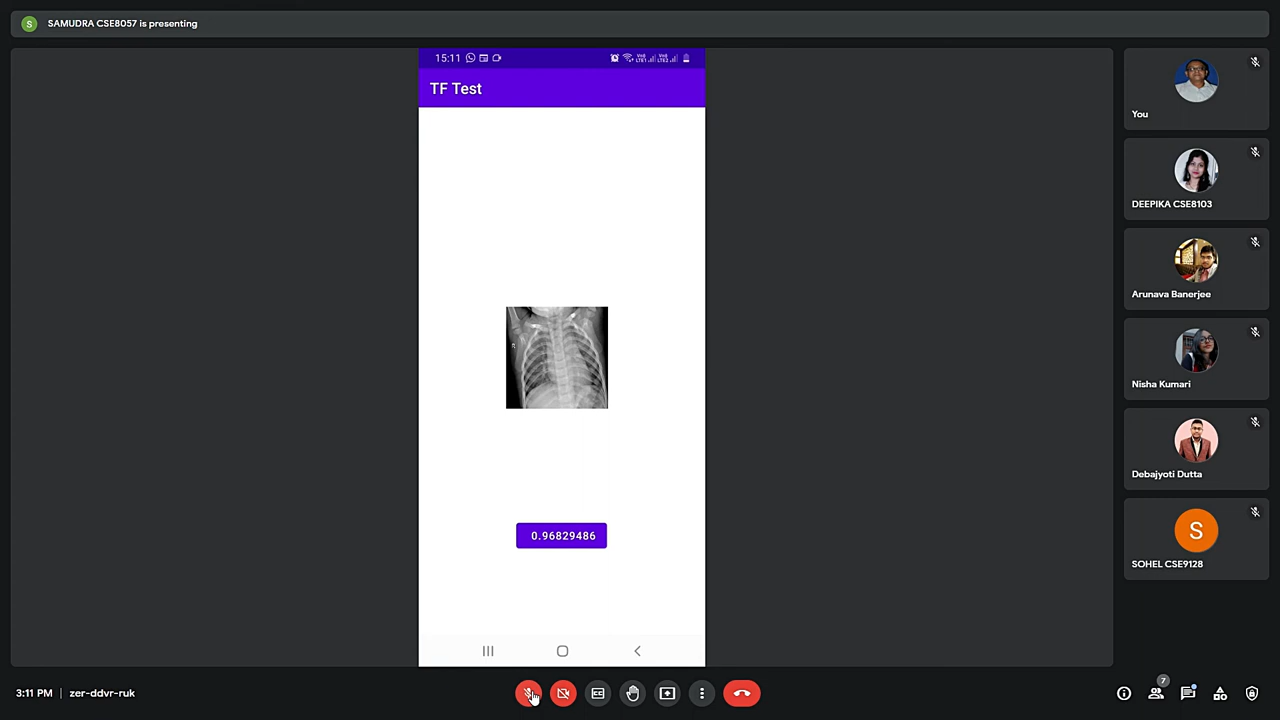 S SAMUDRA CSE8057 is presenting
15:11
TF Test
0.96829486
You
DEEPIKA CSE8103
Arunava Banerjee
Nisha Kumari
Debajyoti Dutta
S
SOHEL CSE9128
3:11 PM | zer-ddvr-ruk
7